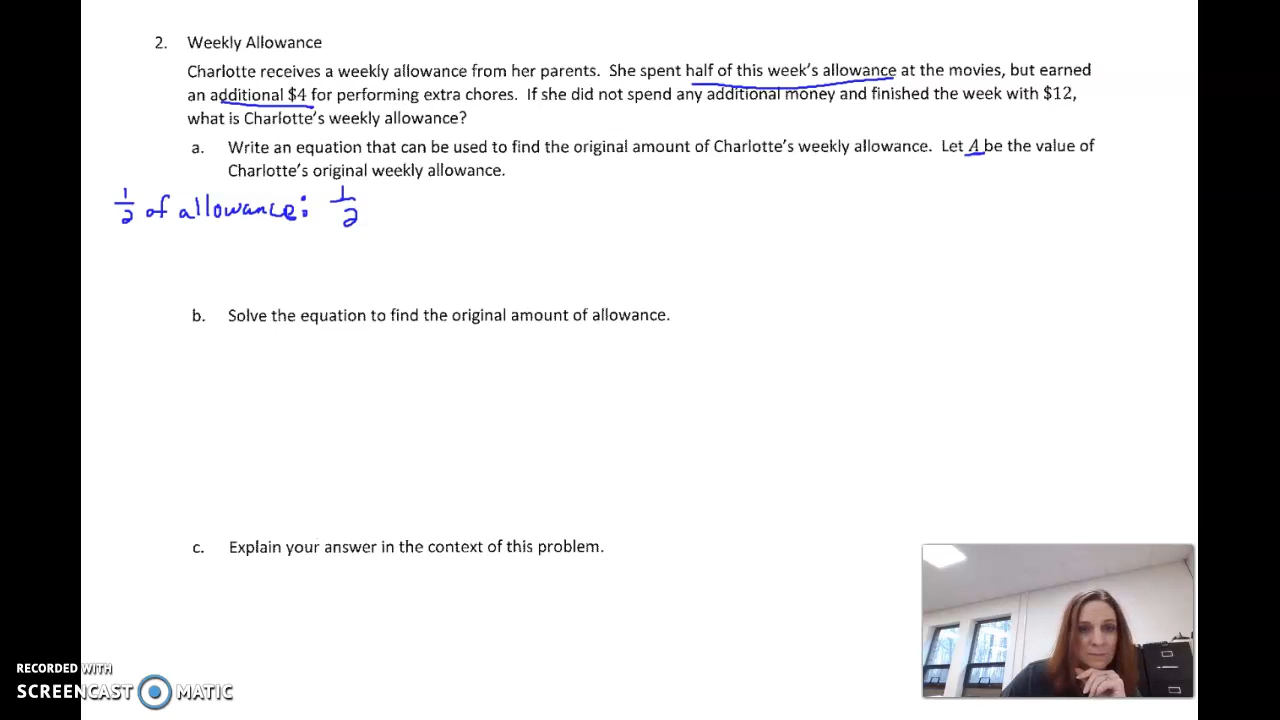 2. Weekly Allowance
Charlotte receives a weekly allowance from her parents. She spent half of this week's allowance at the movies, but earned
an additional $4 for performing extra chores. If she did not spend any additional money and finished the week with $12,
what is Charlotte's weekly allowance?
a. Write an equation that can be used to find the original amount of Charlotte's weekly allowance. Let A be the value of
Charlotte's original weekly allowance.
1/2 of allowance: 1/2
b. Solve the equation to find the original amount of allowance.
c. Explain your answer in the context of this problem.
RECORDED WITH
SCREENCAST MATIC